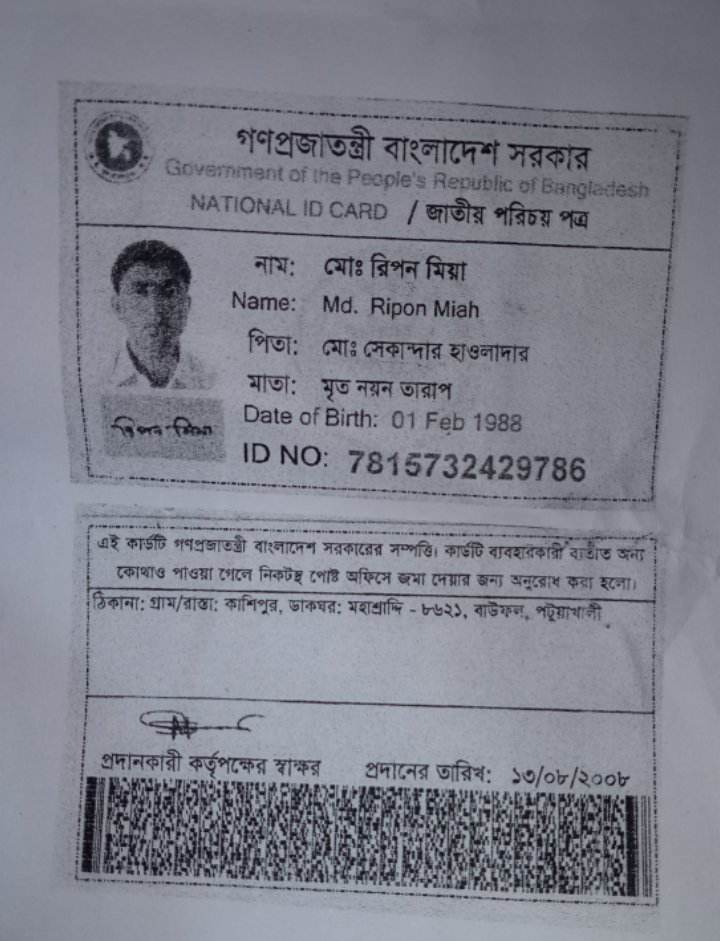 গণপ্রজাতন্ত্রী বাংলাদেশ সরকার
Government of the People's Republic of Bangladesh
NATIONAL ID CARD / জাতীয় পরিচয় পত্র
নাম: মোঃ রিপন মিয়া
Name: Md. Ripon Miah
পিতা: মোঃ সেকান্দার হাওলাদার
মাতা: মৃত নয়ন তারাপ
রিপন মিয়া
Date of Birth: 01 Feb 1988
ID NO: 7815732429786
এই কার্ডটি গণপ্রজাতন্ত্রী বাংলাদেশ সরকারের সম্পত্তি। কার্ডটি ব্যবহারকারী ব্যতীত অন্য
কোথাও পাওয়া গেলে নিকটস্থ পোষ্ট অফিসে জমা দেয়ার জন্য অনুরোধ করা হলো।
ঠিকানা: গ্রাম/রাস্তা: কাশিপুর, ডাকঘর: মহাশ্রাদ্দি - ৮৬২১, বাউফল, পটুয়াখালী
প্রদানকারী কর্তৃপক্ষের স্বাক্ষর প্রদানের তারিখ: ১৩/০৮/২০০৮